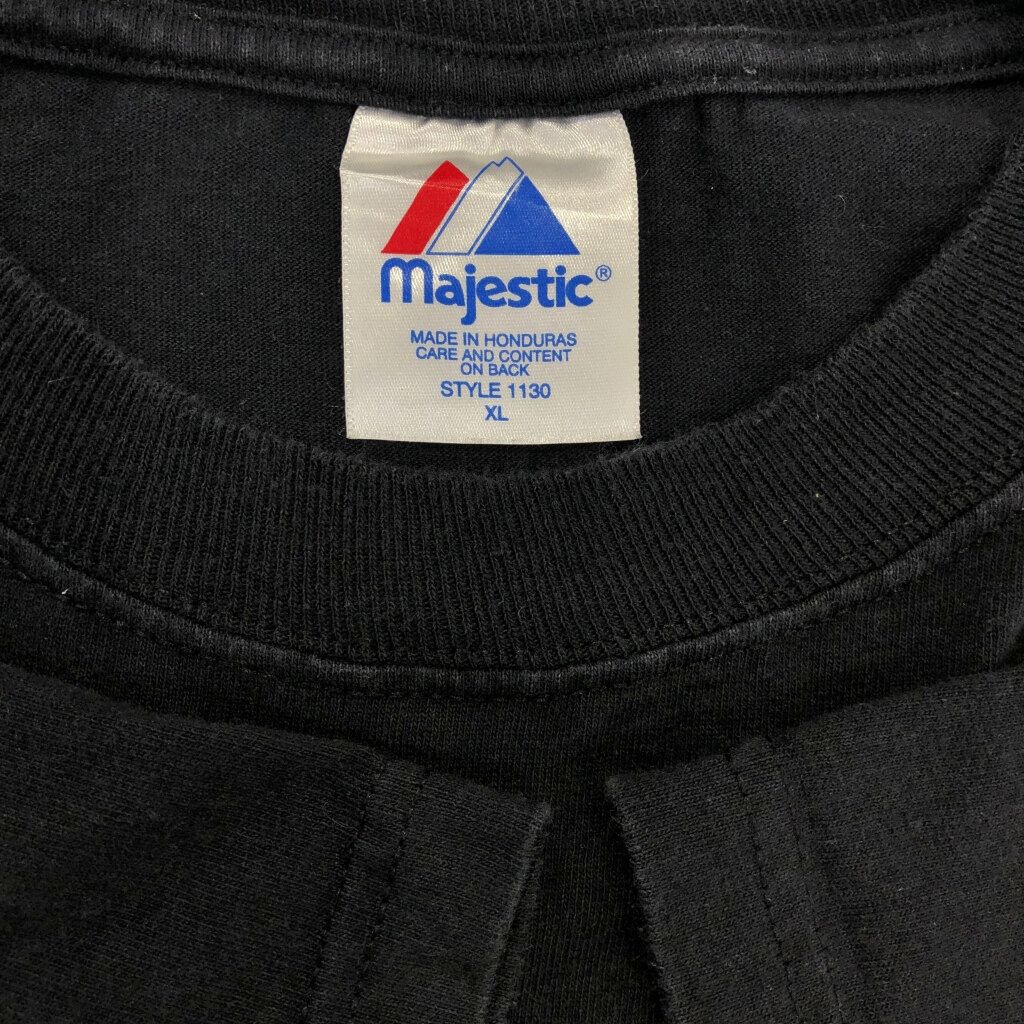 Majestic®
MADE IN HONDURAS
CARE AND CONTENT
ON BACK
STYLE 1130
XL